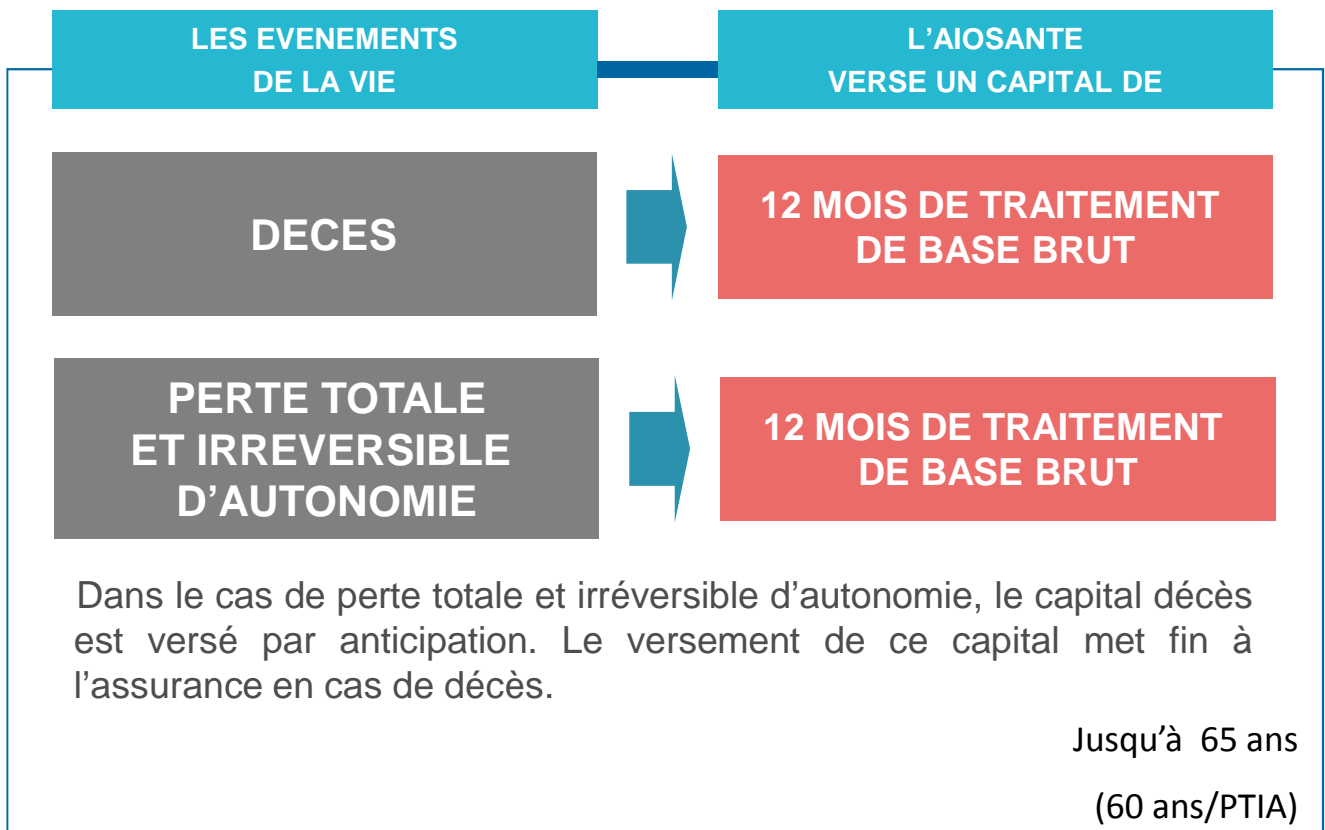 LES EVENEMENTS
DE LA VIE
L'AIOSANTE
VERSE UN CAPITAL DE
DECES
12 MOIS DE TRAITEMENT
DE BASE BRUT
PERTE TOTALE
ET IRREVERSIBLE
D'AUTONOMIE
12 MOIS DE TRAITEMENT
DE BASE BRUT
Dans le cas de perte totale et irréversible d'autonomie, le capital décès
est versé par anticipation. Le versement de ce capital met fin à
l'assurance en cas de décès.
Jusqu'à 65 ans
(60 ans/PTIA)